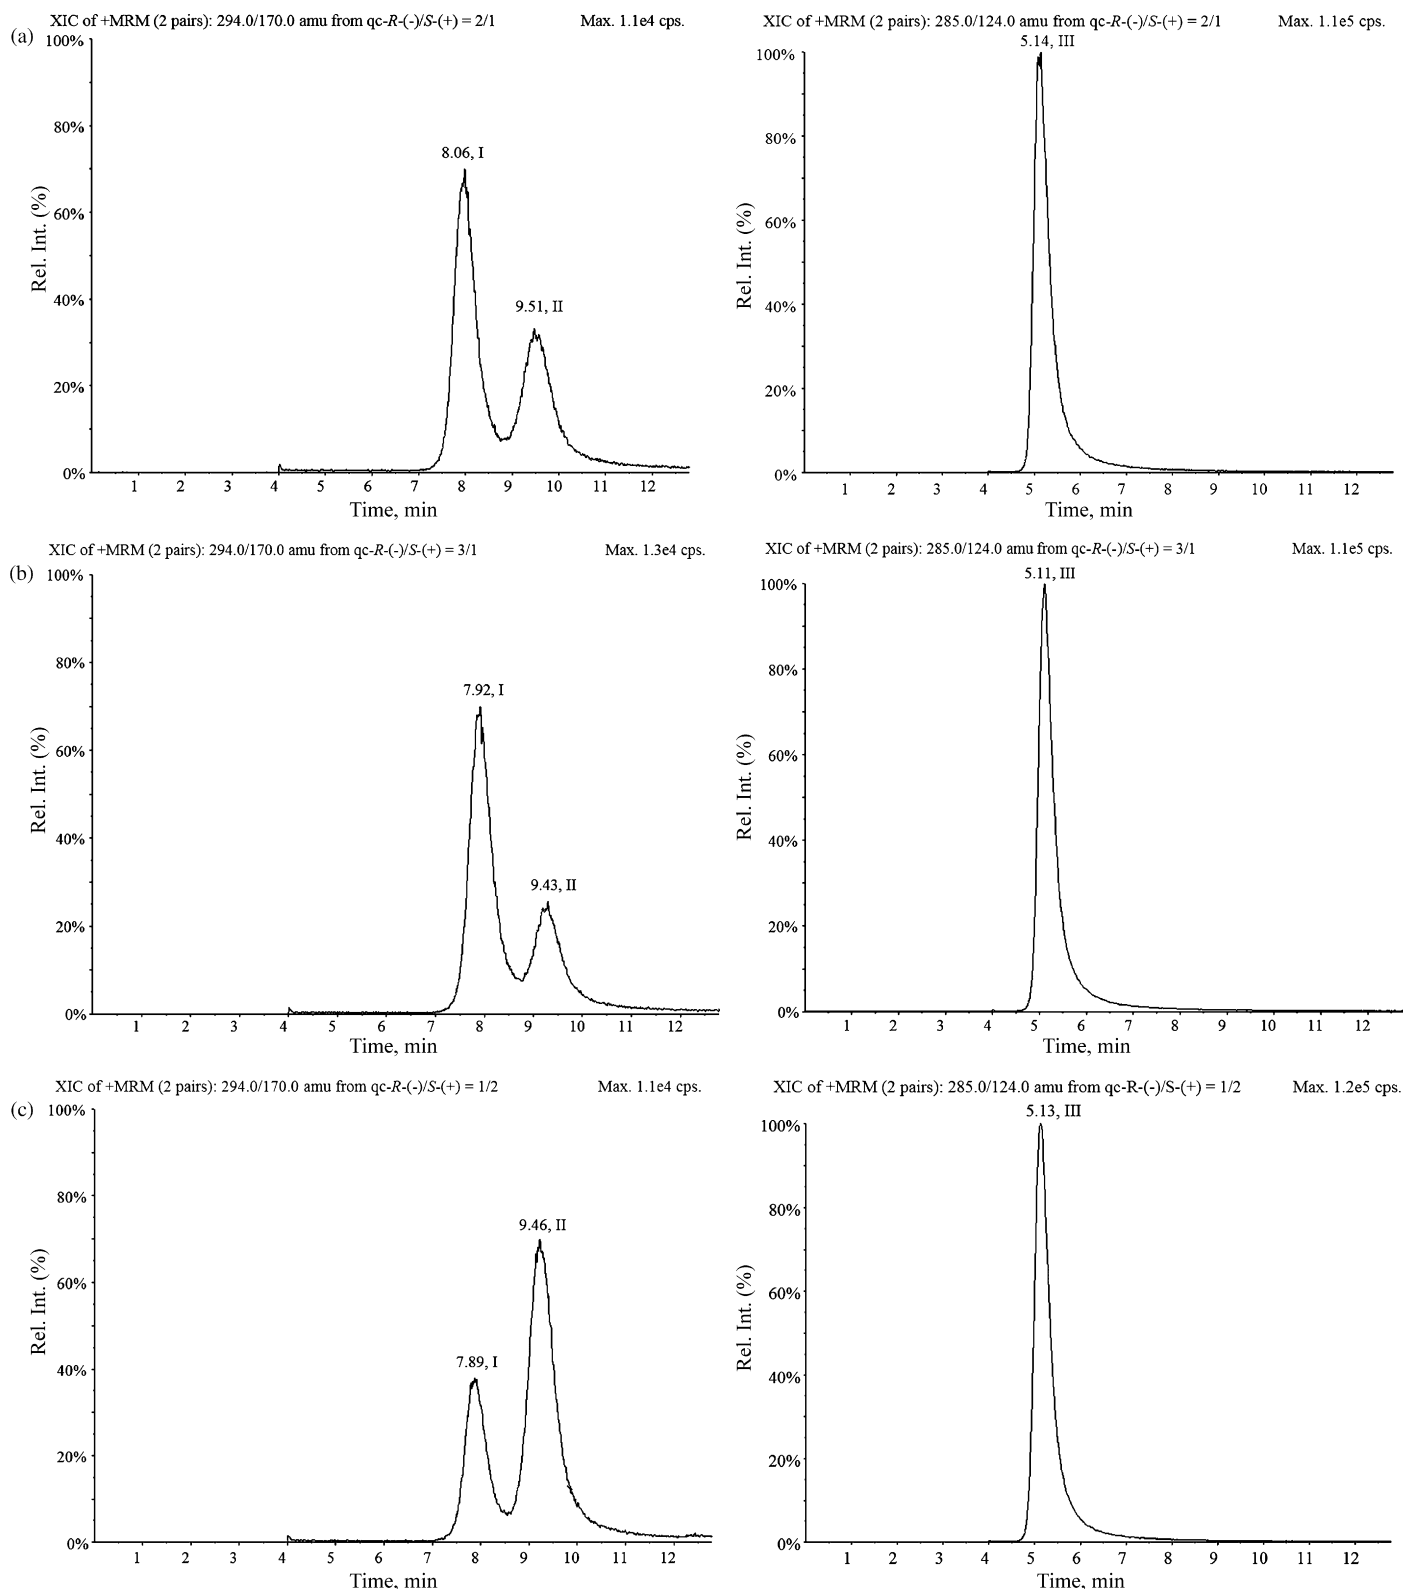 (a)
XIC of +MRM (2 pairs): 294.0/170.0 amu from qc-R-(-)/S-(+) = 2/1 Max. 1.1e4 cps.
100%
80%
60%
40%
20%
0%
Rel. Int. (%)
8.06, I
9.51, II
1 2 3 4 5 6 7 8 9 10 11 12
Time, min
XIC of +MRM (2 pairs): 285.0/124.0 amu from qc-R-(-)/S-(+) = 2/1 Max. 1.1e5 cps.
5.14, III
100%
80%
60%
40%
20%
0%
Rel. Int. (%)
1 2 3 4 5 6 7 8 9 10 11 12
Time, min
(b)
XIC of +MRM (2 pairs): 294.0/170.0 amu from qc-R-(-)/S-(+) = 3/1 Max. 1.3e4 cps.
100%
80%
60%
40%
20%
0%
Rel. Int. (%)
7.92, I
9.43, II
1 2 3 4 5 6 7 8 9 10 11 12
Time, min
XIC of +MRM (2 pairs): 285.0/124.0 amu from qc-R-(-)/S-(+) = 3/1 Max. 1.1e5 cps.
5.11, III
100%
80%
60%
40%
20%
0%
Rel. Int. (%)
1 2 3 4 5 6 7 8 9 10 11 12
Time, min
(c)
XIC of +MRM (2 pairs): 294.0/170.0 amu from qc-R-(-)/S-(+) = 1/2 Max. 1.1e4 cps.
100%
80%
60%
40%
20%
0%
Rel. Int. (%)
9.46, II
7.89, I
1 2 3 4 5 6 7 8 9 10 11 12
Time, min
XIC of +MRM (2 pairs): 285.0/124.0 amu from qc-R-(-)/S-(+) = 1/2 Max. 1.2e5 cps.
5.13, III
100%
80%
60%
40%
20%
0%
Rel. Int. (%)
1 2 3 4 5 6 7 8 9 10 11 12
Time, min